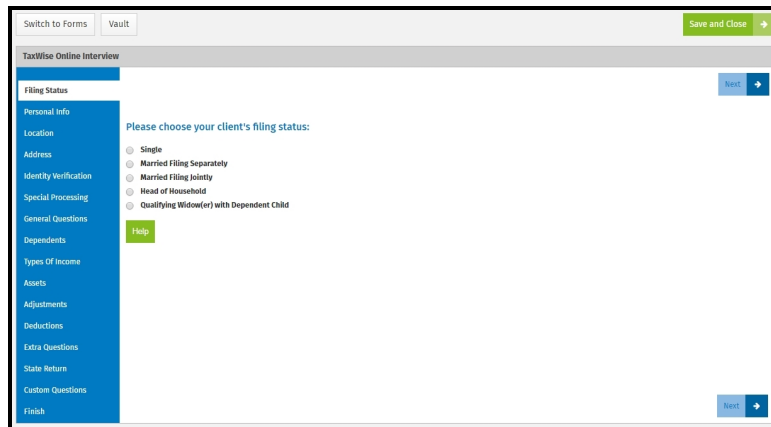 Switch to Forms Vault Save and Close
TaxWise Online Interview
Filing Status
Personal Info
Location
Address
Identity Verification
Special Processing
General Questions
Dependents
Types Of Income
Assets
Adjustments
Deductions
Extra Questions
State Return
Custom Questions
Finish
Next
Please choose your client's filing status:
Single
Married Filing Separately
Married Filing Jointly
Head of Household
Qualifying Widow(er) with Dependent Child
Help
Next